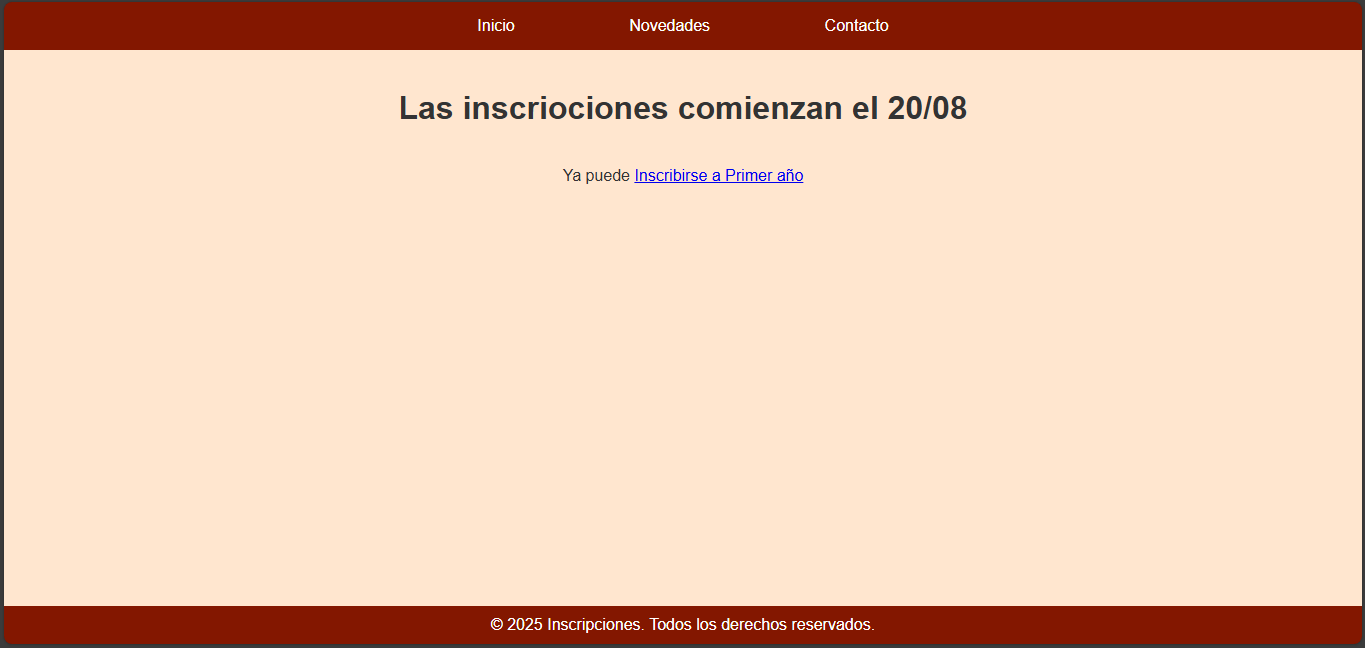 Inicio Novedades Contacto
Las inscriociones comienzan el 20/08
Ya puede Inscribirse a Primer año
© 2025 Inscripciones. Todos los derechos reservados.